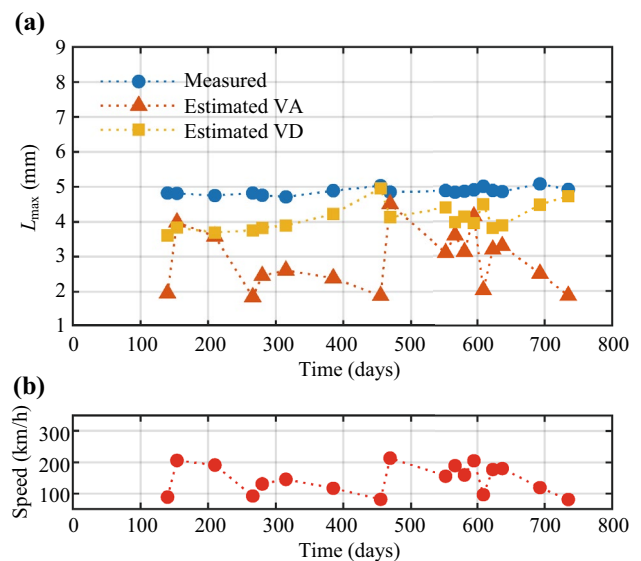 (a)
9
8
7
6
5
4
3
2
1
L_max (mm)
Measured
Estimated VA
Estimated VD
0 100 200 300 400 500 600 700 800
Time (days)
(b)
300
200
100
Speed (km/h)
0 100 200 300 400 500 600 700 800
Time (days)